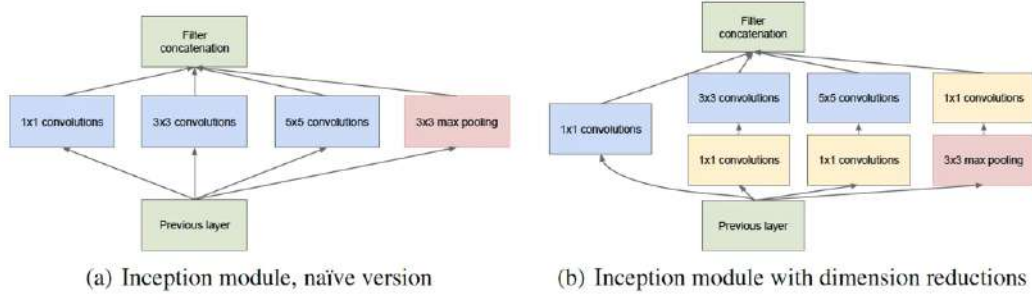 Filter
concatenation
1x1 convolutions
3x3 convolutions
5x5 convolutions
3x3 max pooling
Previous layer
(a) Inception module, naïve version
Filter
concatenation
3x3 convolutions
5x5 convolutions
1x1 convolutions
1x1 convolutions
1x1 convolutions
1x1 convolutions
3x3 max pooling
Previous layer
(b) Inception module with dimension reductions